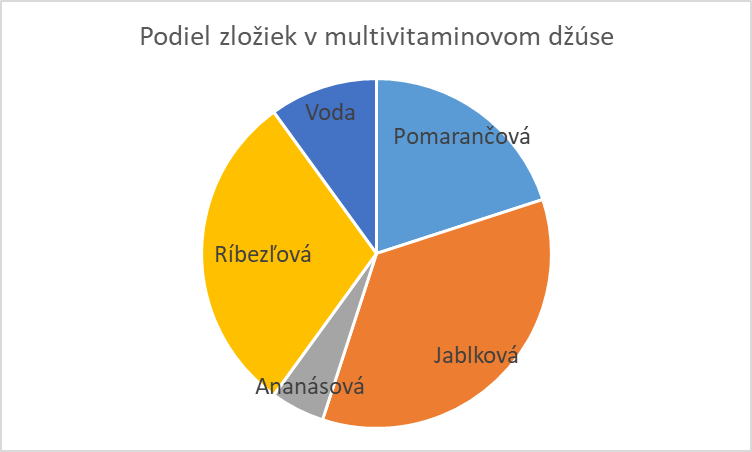 Podiel zložiek v multivitaminovom džúse
Voda
Pomarančová
Ríbezľová
Jablková
Ananásová